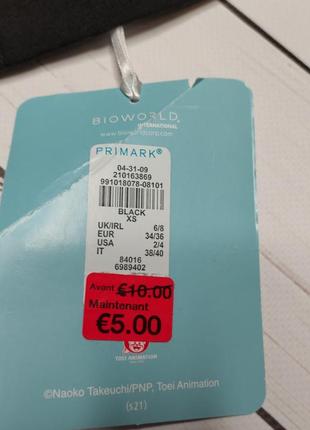 BIOWORLD
INTERNATIONAL
www.bioworldcorp.com
PRIMARK®
04-31-09
210163869
991018078-08101
BLACK
XS
UK/IRL 6/8
EUR 34/36
USA 2/4
IT 38/40
84016
6989402
Avant €10.00
Maintenant
€5.00
TOEI ANIMATION
©Naoko Takeuchi/PNP, Toei Animation
(s21)